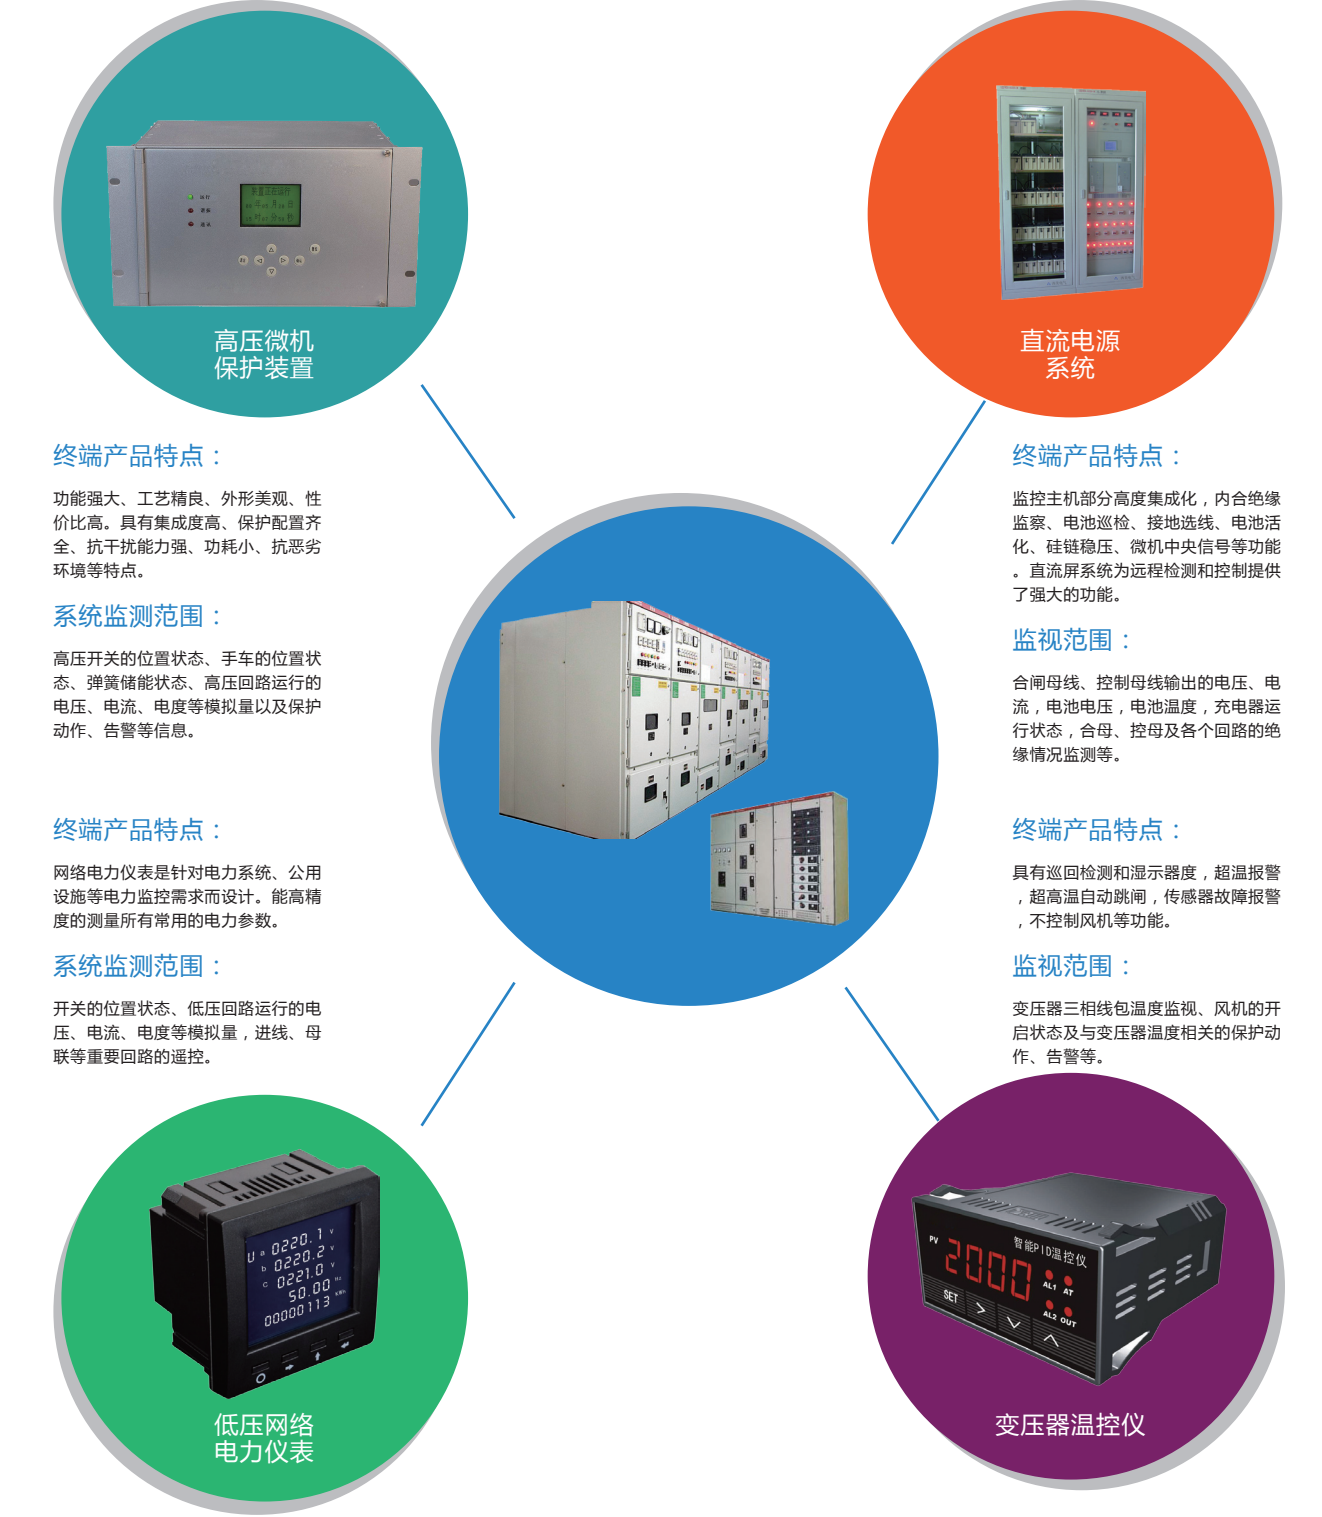 装置正在运行
运行
高压微机
保护装置
终端产品特点：
功能强大、工艺精良、外形美观、性
价比高。具有集成度高、保护配置齐
全、抗干扰能力强、功耗小、抗恶劣
环境等特点。
系统监测范围：
高压开关的位置状态、手车的位置状
态、弹簧储能状态、高压回路运行的
电压、电流、电度等模拟量以及保护
动作、告警等信息。
直流电源
系统
终端产品特点：
监控主机部分高度集成化，内合绝缘
监察、电池巡检、接地选线、电池活
化、硅链稳压、微机中央信号等功能
。直流屏系统为远程检测和控制提供
了强大的功能。
监视范围：
合闸母线、控制母线输出的电压、电
流，电池电压，电池温度，充电器运
行状态，合母、控母及各个回路的绝
缘情况监测等。
终端产品特点：
网络电力仪表是针对电力系统、公用
设施等电力监控需求而设计。能高精
度的测量所有常用的电力参数。
系统监测范围：
开关的位置状态、低压回路运行的电
压、电流、电度等模拟量，进线、母
联等重要回路的遥控。
U a 0220.1 V
b 0220.2 V
c 0221.0 V
50.00 Hz
00000113 kWh
低压网络
电力仪表
终端产品特点：
具有巡回检测和湿示器度，超温报警
，超高温自动跳闸，传感器故障报警
，不控制风机等功能。
监视范围：
变压器三相线包温度监视、风机的开
启状态及与变压器温度相关的保护动
作、告警等。
智能PID温控仪
PV 2000
AL1 AT
AL2 OUT
SET
变压器温控仪